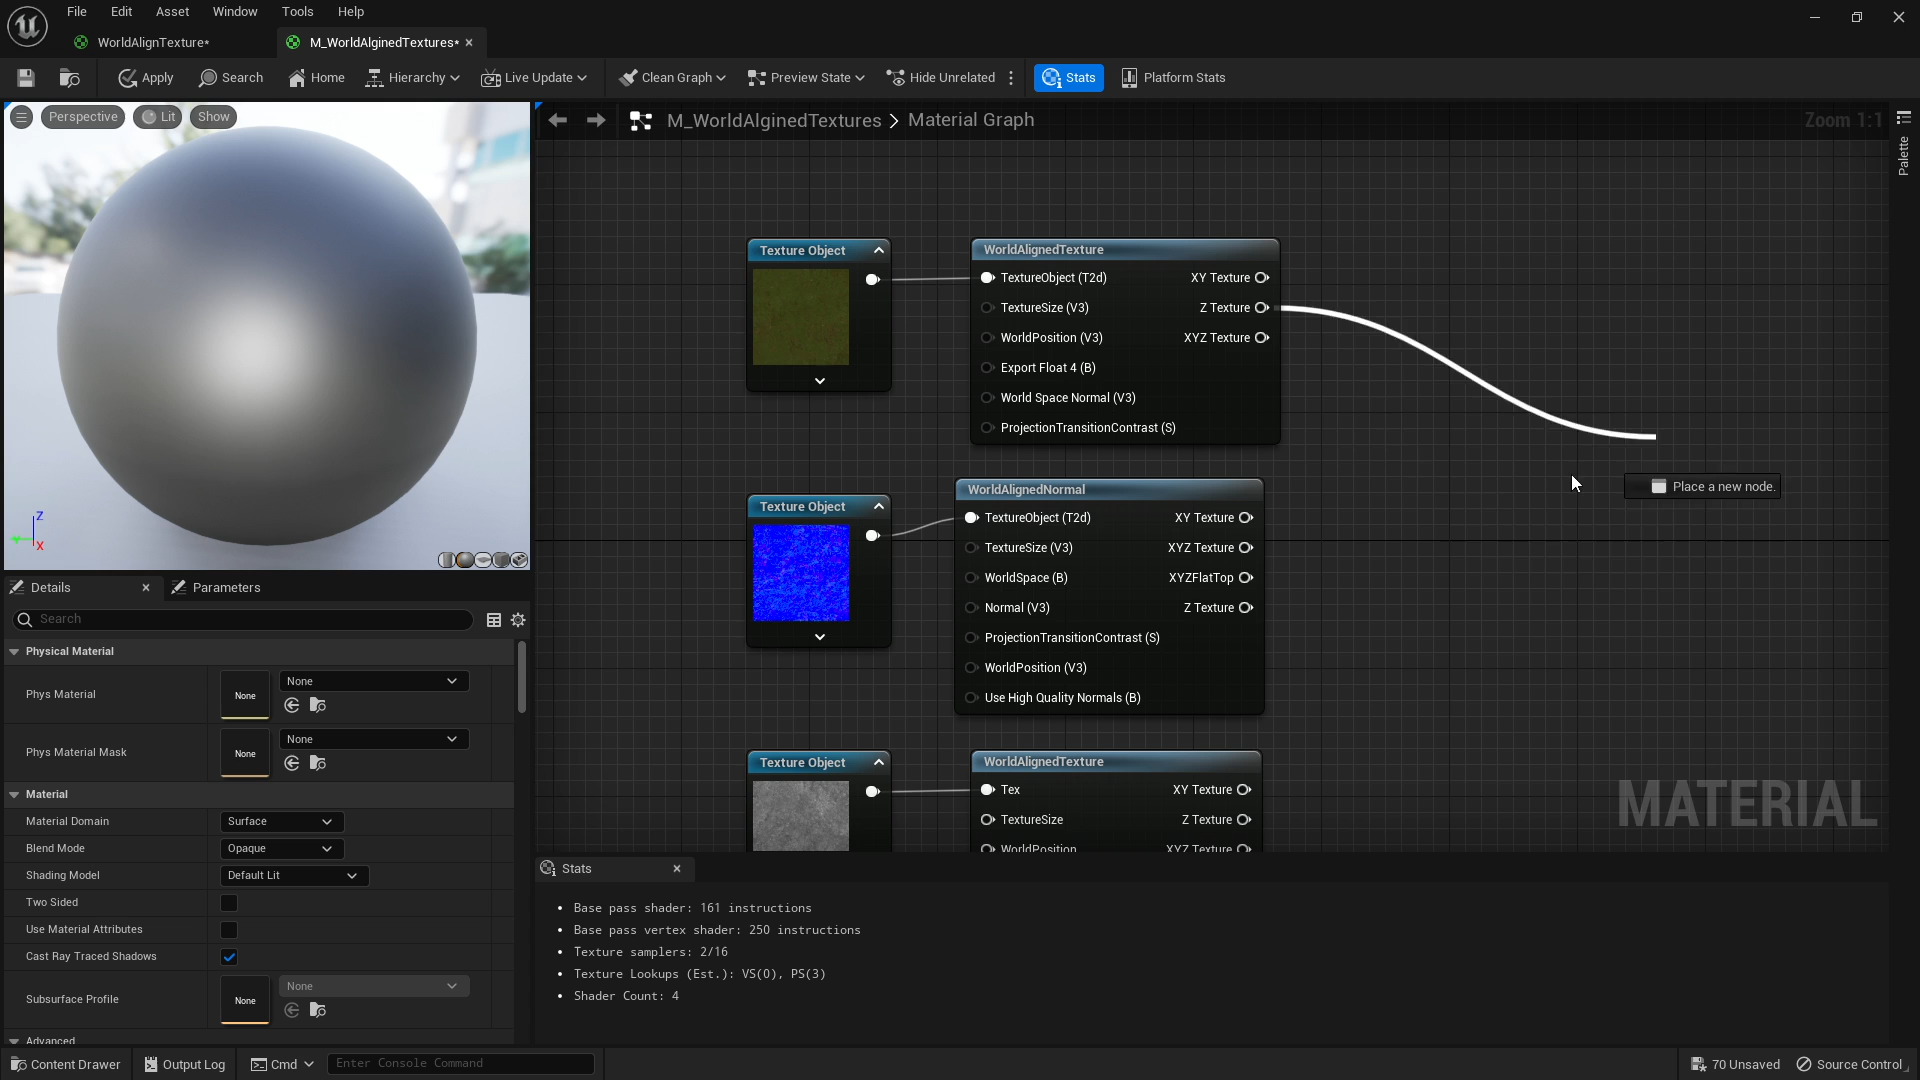 File Edit Asset Window Tools Help
WorldAlignTexture*
M_WorldAlginedTextures*
Apply Search Home Hierarchy Live Update Clean Graph Preview State Hide Unrelated Stats Platform Stats
Perspective Lit Show
M_WorldAlginedTextures > Material Graph
Zoom 1:1
Palette
Texture Object
WorldAlignedTexture
TextureObject (T2d) XY Texture
TextureSize (V3) Z Texture
WorldPosition (V3) XYZ Texture
Export Float 4 (B)
World Space Normal (V3)
ProjectionTransitionContrast (S)
Place a new node.
Texture Object
WorldAlignedNormal
TextureObject (T2d) XY Texture
TextureSize (V3) XYZ Texture
WorldSpace (B) XYZFlatTop
Normal (V3) Z Texture
ProjectionTransitionContrast (S)
WorldPosition (V3)
Use High Quality Normals (B)
Texture Object
WorldAlignedTexture
Tex XY Texture
TextureSize Z Texture
WorldPosition XYZ Texture
MATERIAL
Z
Y
X
Details
Parameters
Search
Physical Material
Phys Material None None
Phys Material Mask None None
Material
Material Domain Surface
Blend Mode Opaque
Shading Model Default Lit
Two Sided
Use Material Attributes
Cast Ray Traced Shadows
Subsurface Profile None None
Advanced
Stats
• Base pass shader: 161 instructions
• Base pass vertex shader: 250 instructions
• Texture samplers: 2/16
• Texture Lookups (Est.): VS(0), PS(3)
• Shader Count: 4
Content Drawer Output Log Cmd Enter Console Command 70 Unsaved Source Control